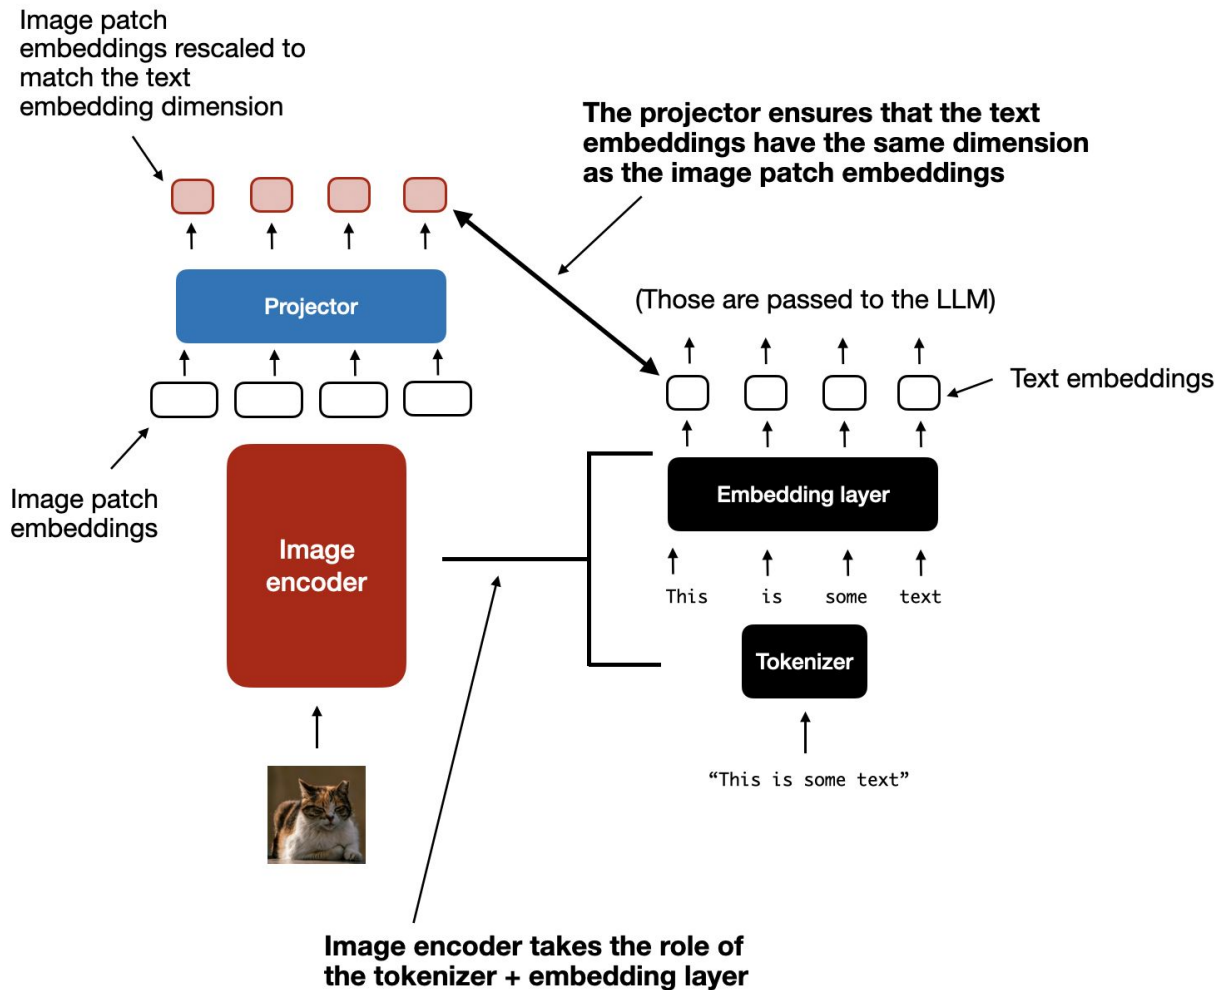 Image patch
embeddings rescaled to
match the text
embedding dimension
The projector ensures that the text
embeddings have the same dimension
as the image patch embeddings
Projector
(Those are passed to the LLM)
Text embeddings
Image patch
embeddings
Embedding layer
Image
encoder
This is some text
Tokenizer
“This is some text”
Image encoder takes the role of
the tokenizer + embedding layer